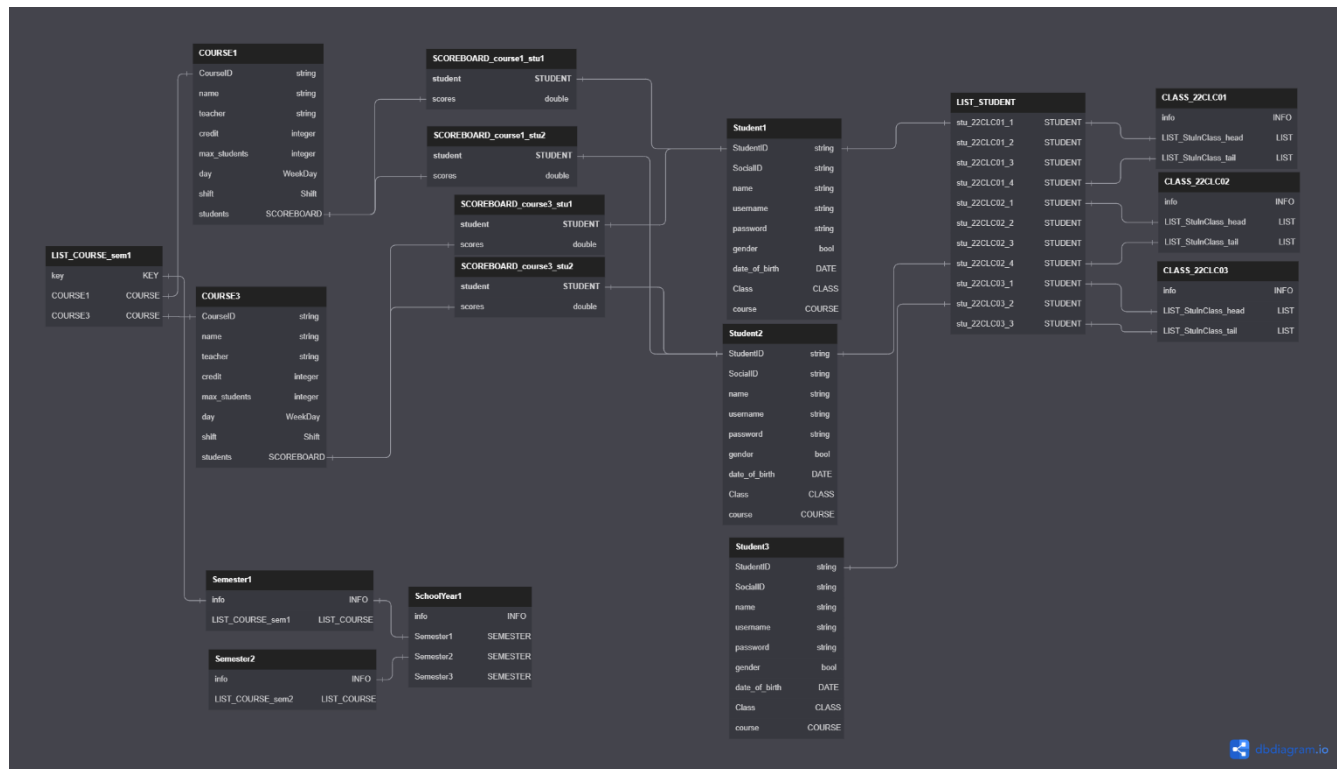 COURSE1
CourseID string
name string
teacher string
credit integer
max_students integer
day WeekDay
shift Shift
students SCOREBOARD
SCOREBOARD_course1_stu1
student STUDENT
scores double
SCOREBOARD_course1_stu2
student STUDENT
scores double
SCOREBOARD_course3_stu1
student STUDENT
scores double
SCOREBOARD_course3_stu2
student STUDENT
scores double
LIST_COURSE_sem1
key KEY
COURSE1 COURSE
COURSE3 COURSE
COURSE3
CourseID string
name string
teacher string
credit integer
max_students integer
day WeekDay
shift Shift
students SCOREBOARD
Semester1
info INFO
LIST_COURSE_sem1 LIST_COURSE
Semester2
info INFO
LIST_COURSE_sem2 LIST_COURSE
SchoolYear1
info INFO
Semester1 SEMESTER
Semester2 SEMESTER
Semester3 SEMESTER
Student1
StudentID string
SocialID string
name string
username string
password string
gender bool
date_of_birth DATE
Class CLASS
course COURSE
Student2
StudentID string
SocialID string
name string
username string
password string
gender bool
date_of_birth DATE
Class CLASS
course COURSE
Student3
StudentID string
SocialID string
name string
username string
password string
gender bool
date_of_birth DATE
Class CLASS
course COURSE
LIST_STUDENT
stu_22CLC01_1 STUDENT
stu_22CLC01_2 STUDENT
stu_22CLC01_3 STUDENT
stu_22CLC01_4 STUDENT
stu_22CLC02_1 STUDENT
stu_22CLC02_2 STUDENT
stu_22CLC02_3 STUDENT
stu_22CLC02_4 STUDENT
stu_22CLC03_1 STUDENT
stu_22CLC03_2 STUDENT
stu_22CLC03_3 STUDENT
CLASS_22CLC01
info INFO
LIST_StuInClass_head LIST
LIST_StuInClass_tail LIST
CLASS_22CLC02
info INFO
LIST_StuInClass_head LIST
LIST_StuInClass_tail LIST
CLASS_22CLC03
info INFO
LIST_StuInClass_head LIST
LIST_StuInClass_tail LIST
dbdiagram.io